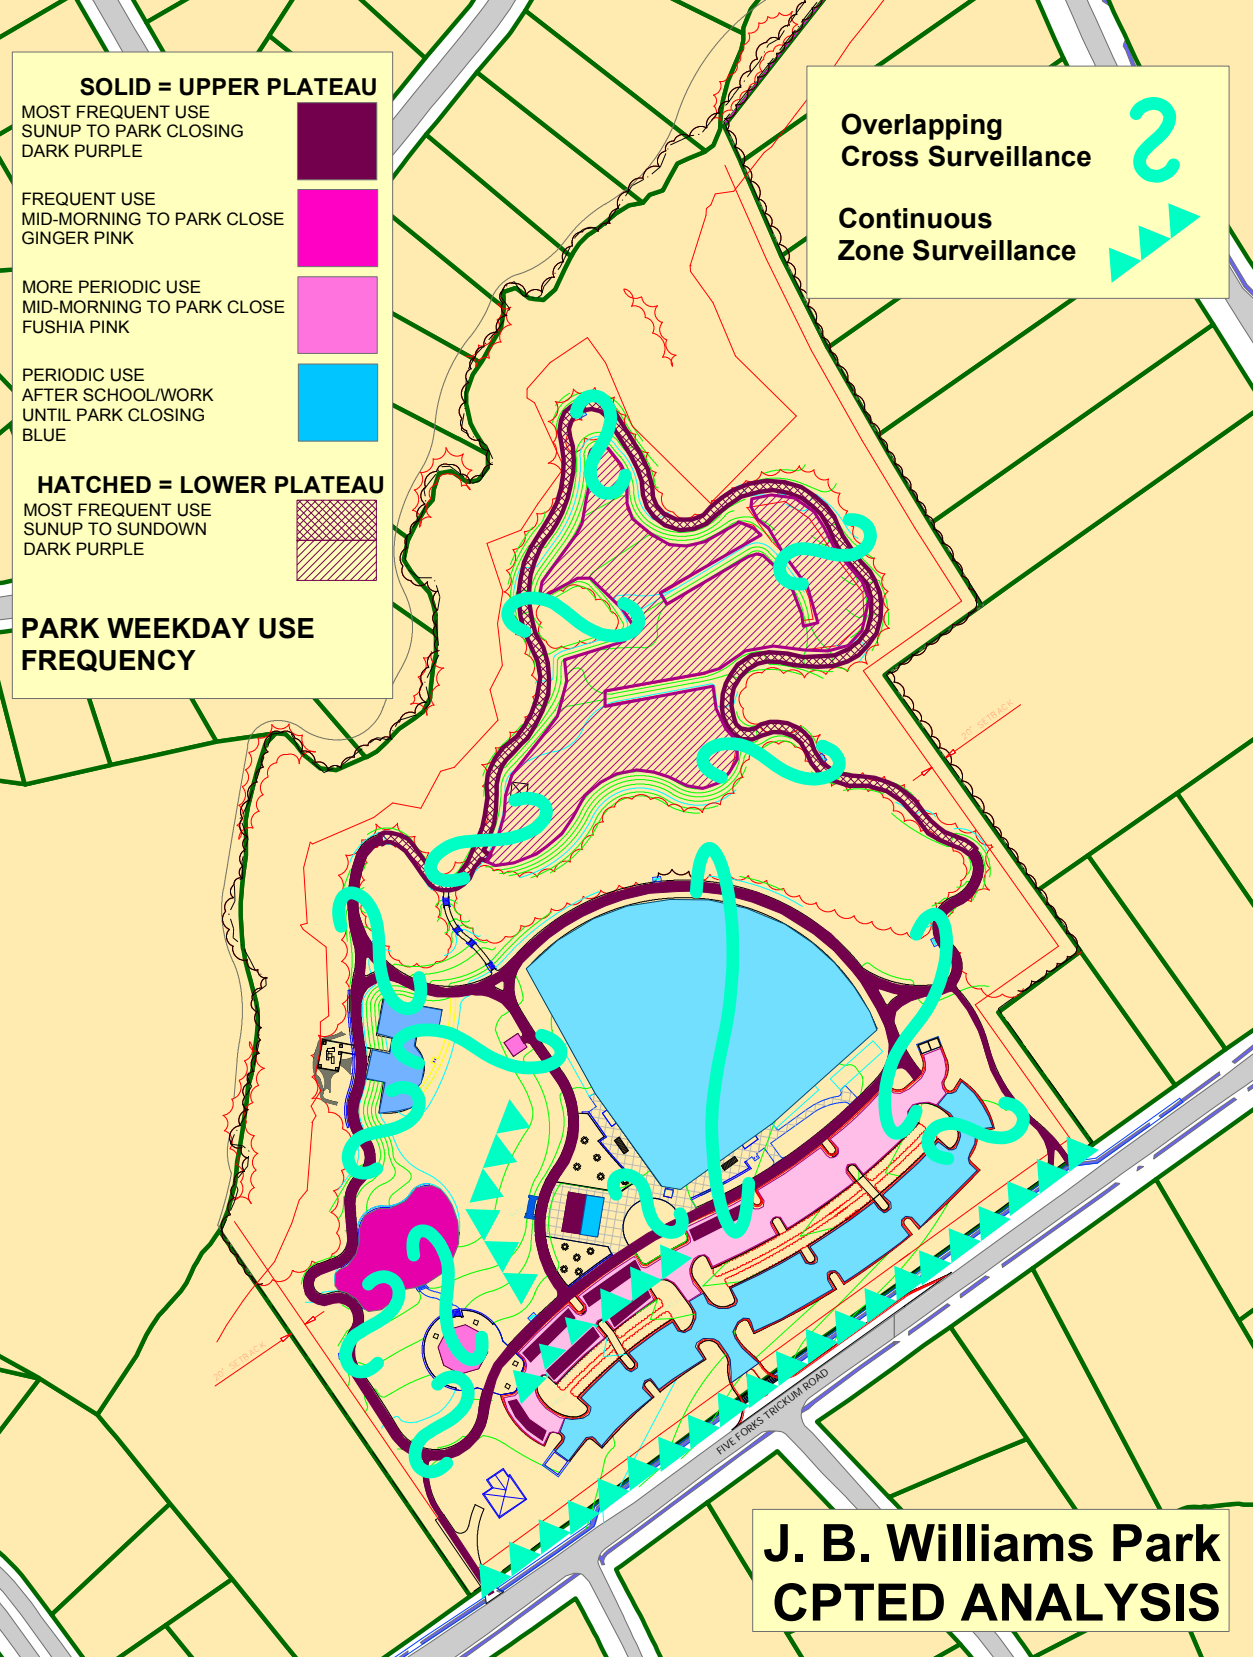 SOLID = UPPER PLATEAU
MOST FREQUENT USE
SUNUP TO PARK CLOSING
DARK PURPLE
FREQUENT USE
MID-MORNING TO PARK CLOSE
GINGER PINK
MORE PERIODIC USE
MID-MORNING TO PARK CLOSE
FUSHIA PINK
PERIODIC USE
AFTER SCHOOL/WORK
UNTIL PARK CLOSING
BLUE
HATCHED = LOWER PLATEAU
MOST FREQUENT USE
SUNUP TO SUNDOWN
DARK PURPLE
PARK WEEKDAY USE
FREQUENCY
Overlapping
Cross Surveillance
Continuous
Zone Surveillance
SETBACK
SETBACK
FIVE FORKS TRICKUM ROAD
J. B. Williams Park
CPTED ANALYSIS